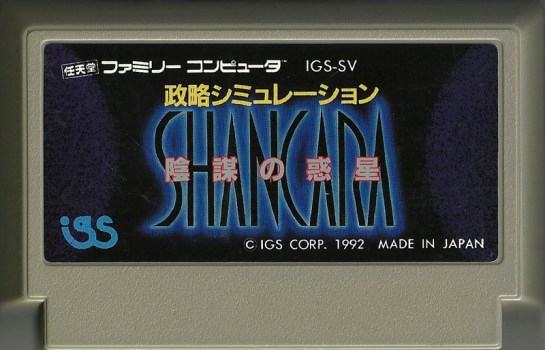 任天堂 ファミリー コンピュータ™ IGS-SV
政略シミュレーション
SHANCARA
陰謀の惑星
igs
© IGS CORP. 1992 MADE IN JAPAN